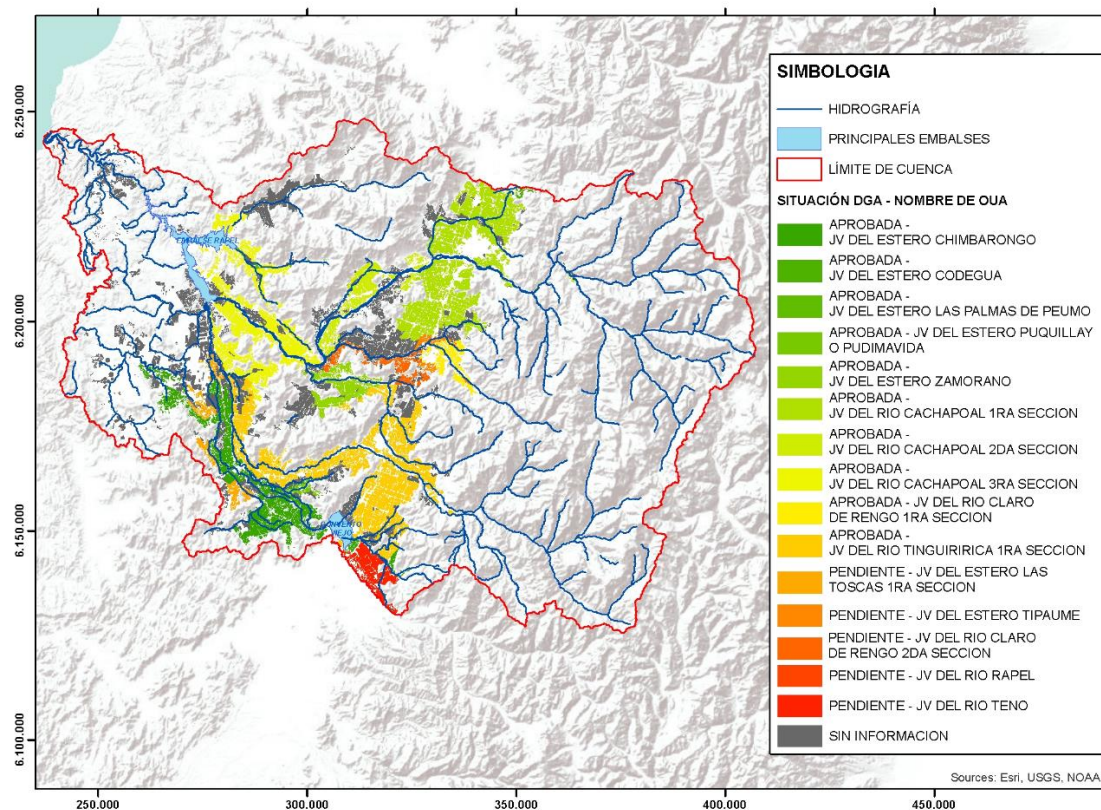 SIMBOLOGIA
HIDROGRAFÍA
PRINCIPALES EMBALSES
LÍMITE DE CUENCA
SITUACIÓN DGA - NOMBRE DE OUA
APROBADA -
JV DEL ESTERO CHIMBARONGO
APROBADA -
JV DEL ESTERO CODEGUA
APROBADA -
JV DEL ESTERO LAS PALMAS DE PEUMO
APROBADA - JV DEL ESTERO PUQUILLAY
O PUDIMAVIDA
APROBADA -
JV DEL ESTERO ZAMORANO
APROBADA -
JV DEL RIO CACHAPOAL 1RA SECCION
APROBADA -
JV DEL RIO CACHAPOAL 2DA SECCION
APROBADA -
JV DEL RIO CACHAPOAL 3RA SECCION
APROBADA - JV DEL RIO CLARO
DE RENGO 1RA SECCION
APROBADA -
JV DEL RIO TINGUIRIRICA 1RA SECCION
PENDIENTE - JV DEL ESTERO LAS
TOSCAS 1RA SECCION
PENDIENTE - JV DEL ESTERO TIPAUME
PENDIENTE - JV DEL RIO CLARO
DE RENGO 2DA SECCION
PENDIENTE - JV DEL RIO RAPEL
PENDIENTE - JV DEL RIO TENO
SIN INFORMACION
Sources: Esri, USGS, NOAA
6.250.000
6.200.000
6.150.000
6.100.000
EMBALSE RAPEL
250.000
300.000
350.000
400.000
450.000